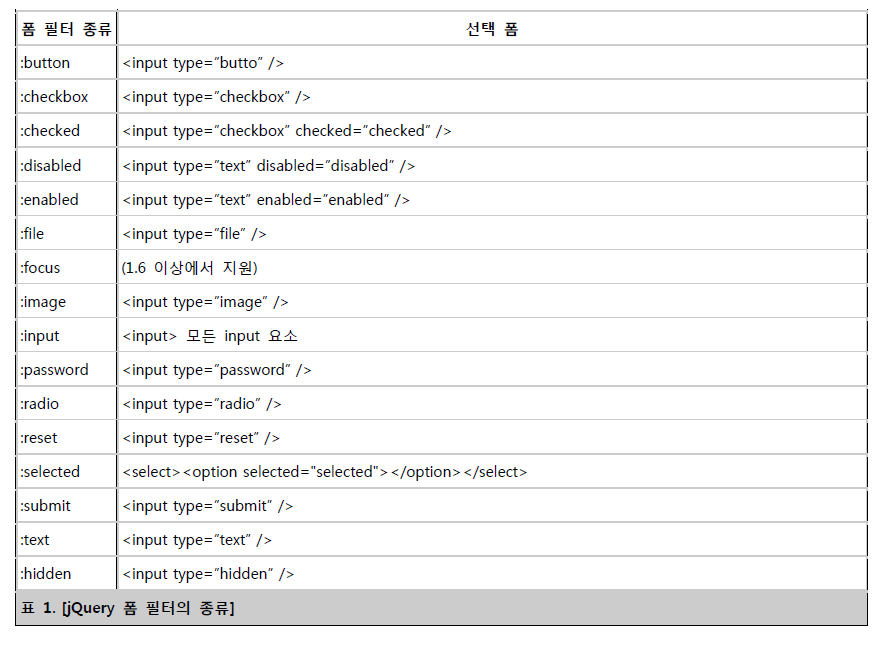 폼 필터 종류 선택 폼
:button <input type=”butto” />
:checkbox <input type=”checkbox” />
:checked <input type=”checkbox” checked=”checked” />
:disabled <input type=”text” disabled=”disabled” />
:enabled <input type=”text” enabled=”enabled” />
:file <input type=”file” />
:focus (1.6 이상에서 지원)
:image <input type=”image” />
:input <input> 모든 input 요소
:password <input type=”password” />
:radio <input type=”radio” />
:reset <input type=”reset” />
:selected <select><option selected="selected"></option></select>
:submit <input type=”submit” />
:text <input type=”text” />
:hidden <input type=”hidden” />
표 1. [jQuery 폼 필터의 종류]